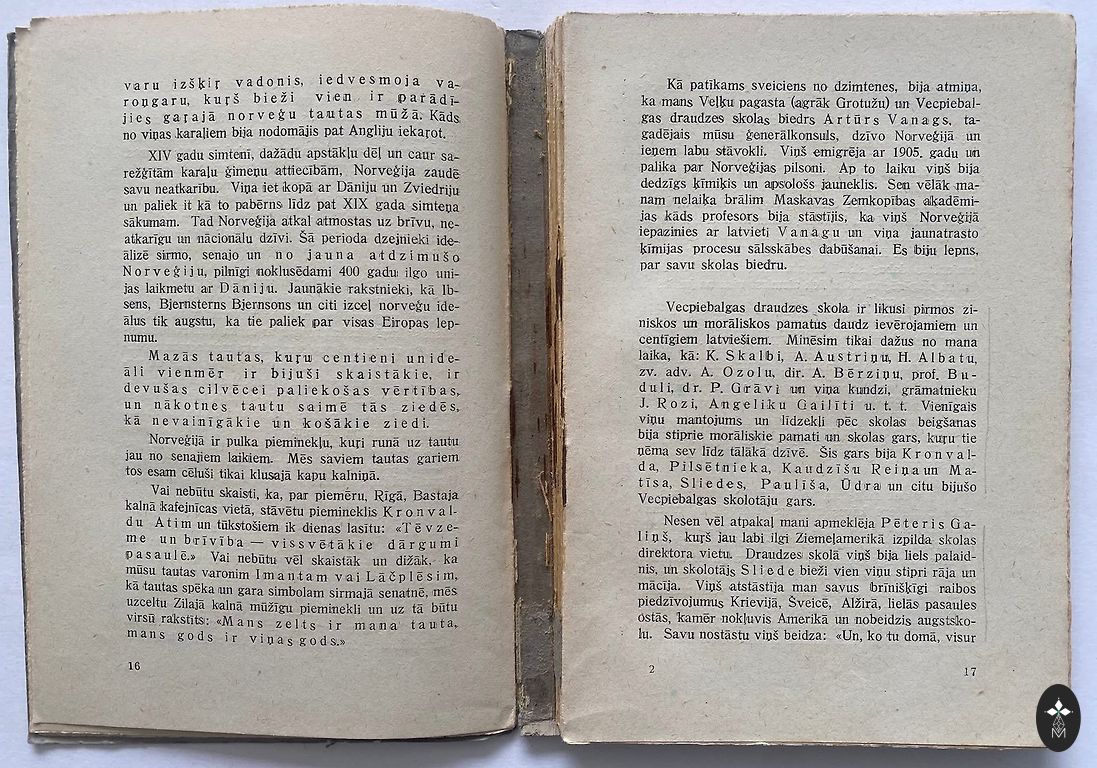 varu izšķir vadonis, iedvesmoja va-
roņgaru, kuŗš bieži vien ir parādī-
jies gaŗajā norveģu tautas mūžā. Kāds
no viņas karaļiem bija nodomājis pat Angliju iekaŗot.
XIV gadu simtenī, dažādu apstākļu dēļ un caur sa-
režģītām karaļu ģimeņu attiecībām, Norveģija zaudē
savu neatkarību. Viņa iet kopā ar Dāniju un Zviedriju
un paliek it kā to pabērns līdz pat XIX gada simteņa
sākumam. Tad Norveģija atkal atmostas uz brīvu, ne-
atkarīgu un nācionālu dzīvi. Šā perioda dzejnieki ide-
ālizē sirmo, senajo un no jauna atdzimušo
Norveģiju, pilnīgi noklusēdami 400 gadu ilgo uni-
jas laikmetu ar Dāniju. Jaunākie rakstnieki, kā Ib-
sens, Bjernsterns Bjernsons un citi izceļ norveģu ide-
ālus tik augstu, ka tie paliek par visas Eiropas lep-
numu.
Mazās tautas, kuŗu centieni un ide-
āli vienmēr ir bijuši skaistākie, ir
devušas cilvēcei paliekošas vērtības,
un nākotnes tautu saimē tās ziedēs,
kā nevainīgākie un košākie ziedi.
Norveģijā ir pulka pieminekļu, kuŗi runā uz tautu
jau no senajiem laikiem. Mēs saviem tautas gariem
tos esam cēluši tikai klusajā kapu kalniņā.
Vai nebūtu skaisti, ka, par piemēru, Rīgā, Bastaja
kalnā kafejnīcas vietā, stāvētu piemineklis Kronval-
du Atim un tūkstošiem ik dienas lasītu: «Tēvze-
me un brīvība — vissvētākie dārgumi
pasaulē.» Vai nebūtu vēl skaistāk un dižāk, ka
mūsu tautas varonim Imantam vai Lāčplēsim,
kā tautas spēka un gara simbolam sirmajā senatnē, mēs
uzceltu Zilajā kalnā mūžīgu pieminekli un uz tā būtu
virsū rakstīts: «Mans zelts ir mana tauta,
mans gods ir viņas gods.»
16
Kā patīkams sveiciens no dzimtenes, bija atmiņa,
ka mans Veļķu pagasta (agrāk Grotužu) un Vecpiebal-
gas draudzes skolas biedrs Artūrs Vanags, ta-
gadējais mūsu ģenerālkonsuls, dzīvo Norveģijā un
ieņem labu stāvokli. Viņš emigrēja ar 1905. gadu un
palika par Norveģijas pilsoni. Ap to laiku viņš bija
dedzīgs ķīmiķis un apsološs jauneklis. Sen vēlāk ma-
nam nelaika brālim Maskavas Zemkopības akadēmi-
jas kāds profesors bija stāstījis, ka viņš Norveģijā
iepazinies ar latvieti Vanagu un viņa jaunatrasto
ķīmijas procesu sālsskābes dabūšanai. Es biju lepns,
par savu skolas biedru.
Vecpiebalgas draudzes skola ir likusi pirmos zi-
niskos un morāliskos pamatus daudz ievērojamiem un
centīgiem latviešiem. Minēsim tikai dažus no mana
laika, kā: K. Skalbi, A. Austriņu, H. Albatu,
zv. adv. A. Ozolu, dir. A. Bērziņu, prof. Bu-
duli, dr. P. Grāvi un viņa kundzi, grāmatnieku
J. Rozi, Angeliku Gailīti u. t. t. Vienīgais
viņu mantojums un līdzekļi pēc skolas beigšanas
bija stiprie morāliskie pamati un skolas gars, kuŗu tie
ņēma sev līdz tālākā dzīvē. Šis gars bija Kronval-
da, Pilsētnieka, Kaudzīšu Reiņa un Ma-
tīsa, Sliedes, Pauliša, Ūdra un citu bijušo
Vecpiebalgas skolotāju gars.
Nesen vēl atpakaļ mani apmeklēja Pēteris Ga-
liņš, kuŗš jau labi ilgi Ziemeļamerikā izpilda skolas
direktora vietu. Draudzes skolā viņš bija liels palaid-
nis, un skolotājs Sliede bieži vien viņu stipri rāja un
mācīja. Viņš atstāstīja man savus brīnišķīgi raibos
piedzīvojumus Krievijā, Šveicē, Alžirā, lielās pasaules
ostās, kamēr nokļuvis Amerikā un nobeidzis augstsko-
lu. Savu nostāstu viņš beidza: «Un, ko tu domā, visur
2
17
M